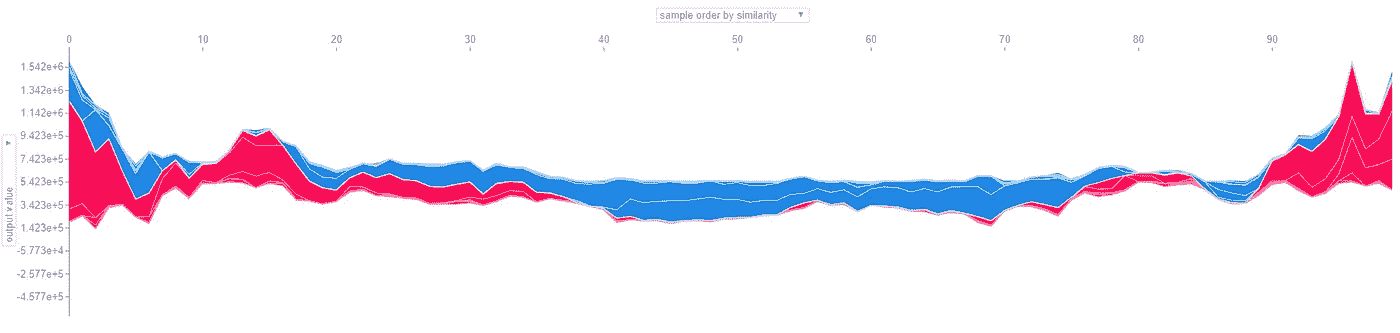 sample order by similarity ▼
0 10 20 30 40 50 60 70 80 90
1.542e+6
1.342e+6
1.142e+6
9.423e+5
7.423e+5
5.423e+5
3.423e+5
1.423e+5
-5.773e+4
-2.577e+5
-4.577e+5
output value ▼